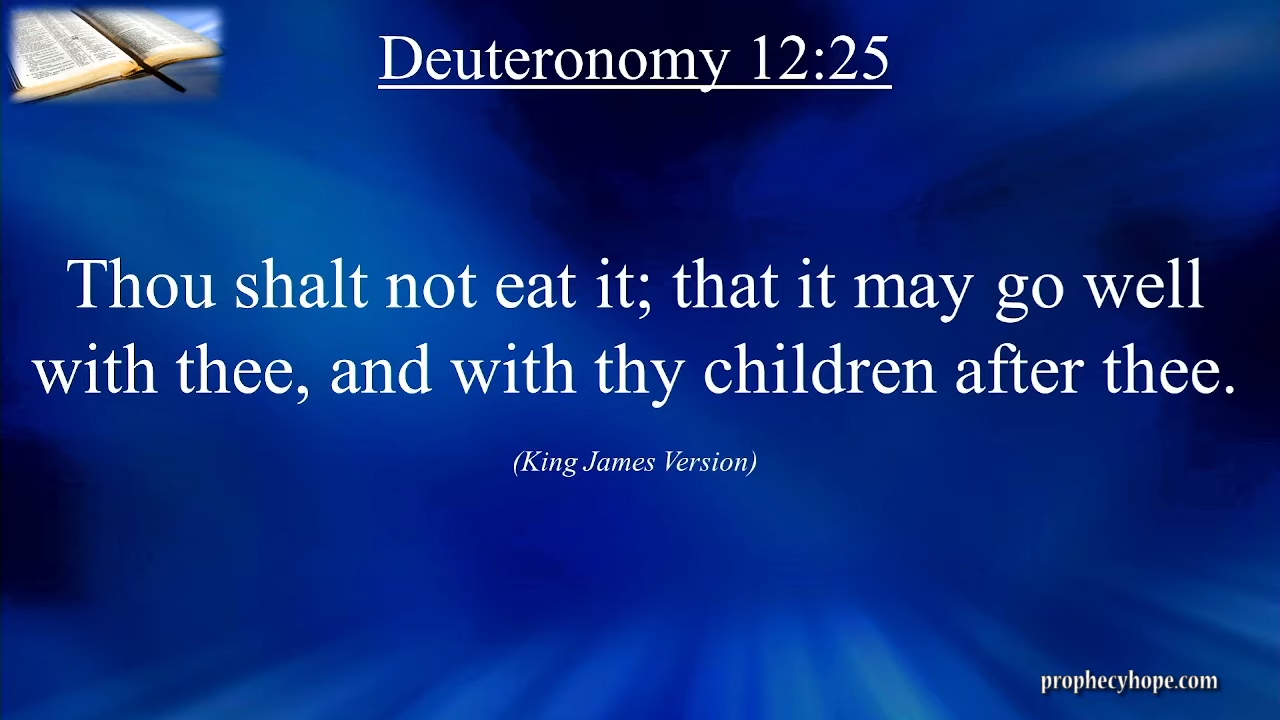 Deuteronomy 12:25
Thou shalt not eat it; that it may go well
with thee, and with thy children after thee.
(King James Version)
prophecyhope.com